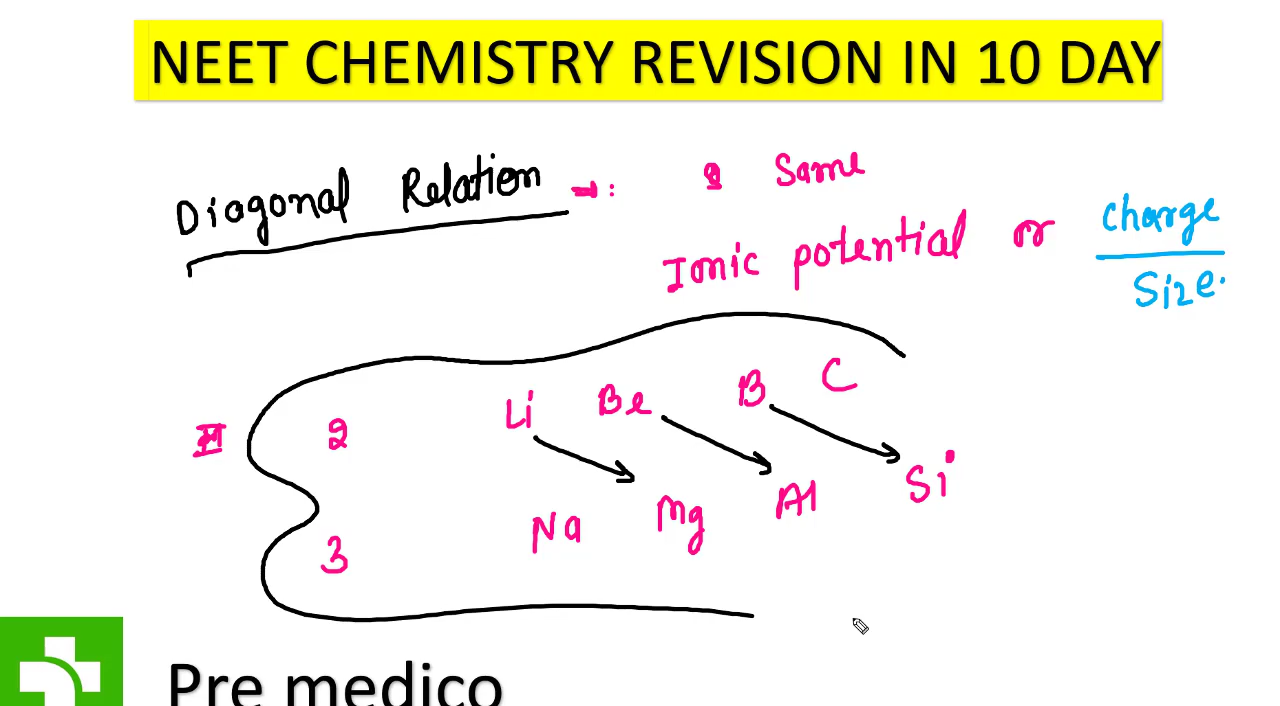 NEET CHEMISTRY REVISION IN 10 DAY
Diagonal Relation → : Same
Ionic potential or charge/Size.
2 Li Be B C
3 Na Mg Al Si
Pre medico